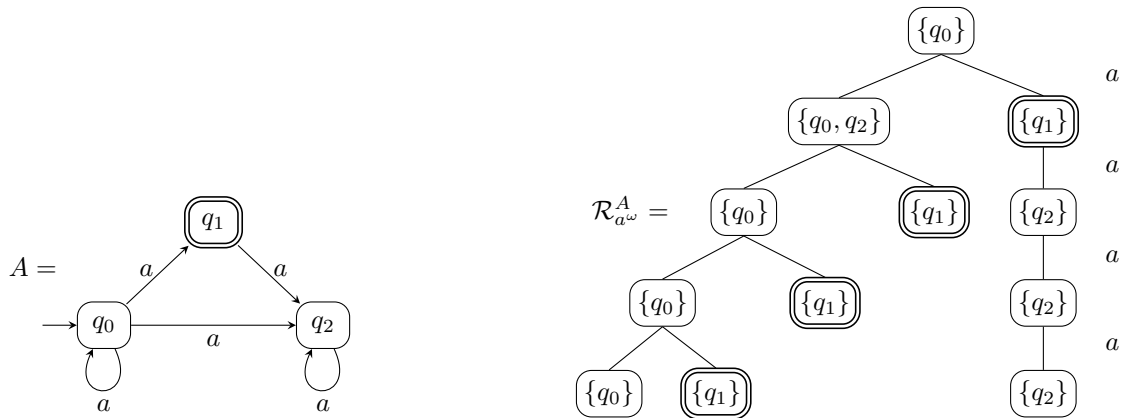 {q₀}
a
{q₀, q₂} {q₁}
a
R^A_{a^ω} = {q₀} {q₁} {q₂}
a
{q₀} {q₁} {q₂}
a
{q₀} {q₁} {q₂}
q₁
A =
a a
q₀ a q₂
a a